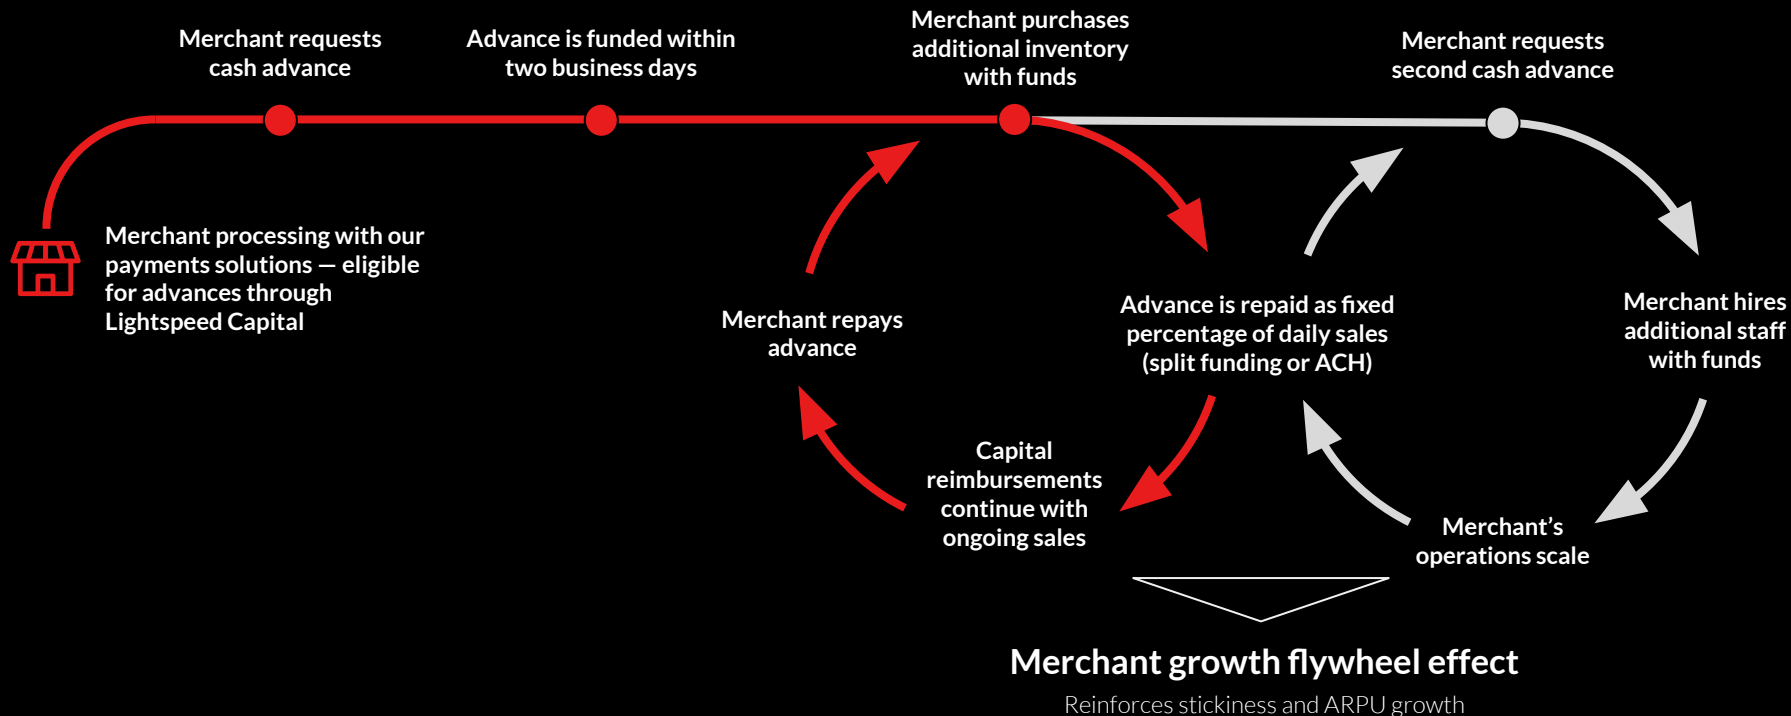 Merchant requests
cash advance
Advance is funded within
two business days
Merchant purchases
additional inventory
with funds
Merchant requests
second cash advance
Merchant processing with our
payments solutions — eligible
for advances through
Lightspeed Capital
Merchant repays
advance
Advance is repaid as fixed
percentage of daily sales
(split funding or ACH)
Merchant hires
additional staff
with funds
Capital
reimbursements
continue with
ongoing sales
Merchant’s
operations scale
Merchant growth flywheel effect
Reinforces stickiness and ARPU growth